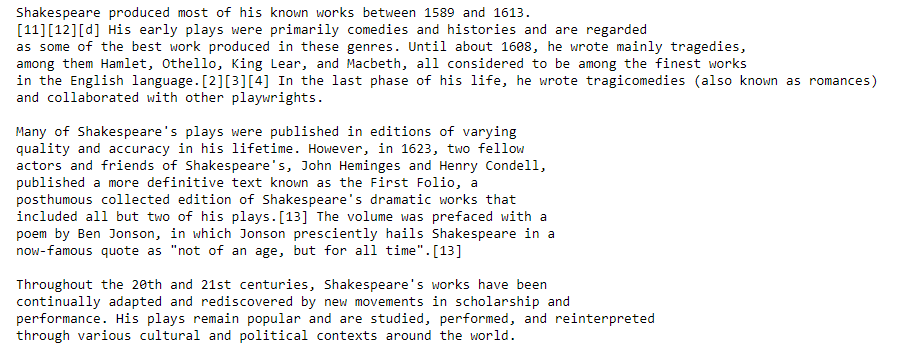 Shakespeare produced most of his known works between 1589 and 1613.
[11][12][d] His early plays were primarily comedies and histories and are regarded
as some of the best work produced in these genres. Until about 1608, he wrote mainly tragedies,
among them Hamlet, Othello, King Lear, and Macbeth, all considered to be among the finest works
in the English language.[2][3][4] In the last phase of his life, he wrote tragicomedies (also known as romances)
and collaborated with other playwrights.

Many of Shakespeare's plays were published in editions of varying
quality and accuracy in his lifetime. However, in 1623, two fellow
actors and friends of Shakespeare's, John Heminges and Henry Condell,
published a more definitive text known as the First Folio, a
posthumous collected edition of Shakespeare's dramatic works that
included all but two of his plays.[13] The volume was prefaced with a
poem by Ben Jonson, in which Jonson presciently hails Shakespeare in a
now-famous quote as "not of an age, but for all time".[13]

Throughout the 20th and 21st centuries, Shakespeare's works have been
continually adapted and rediscovered by new movements in scholarship and
performance. His plays remain popular and are studied, performed, and reinterpreted
through various cultural and political contexts around the world.